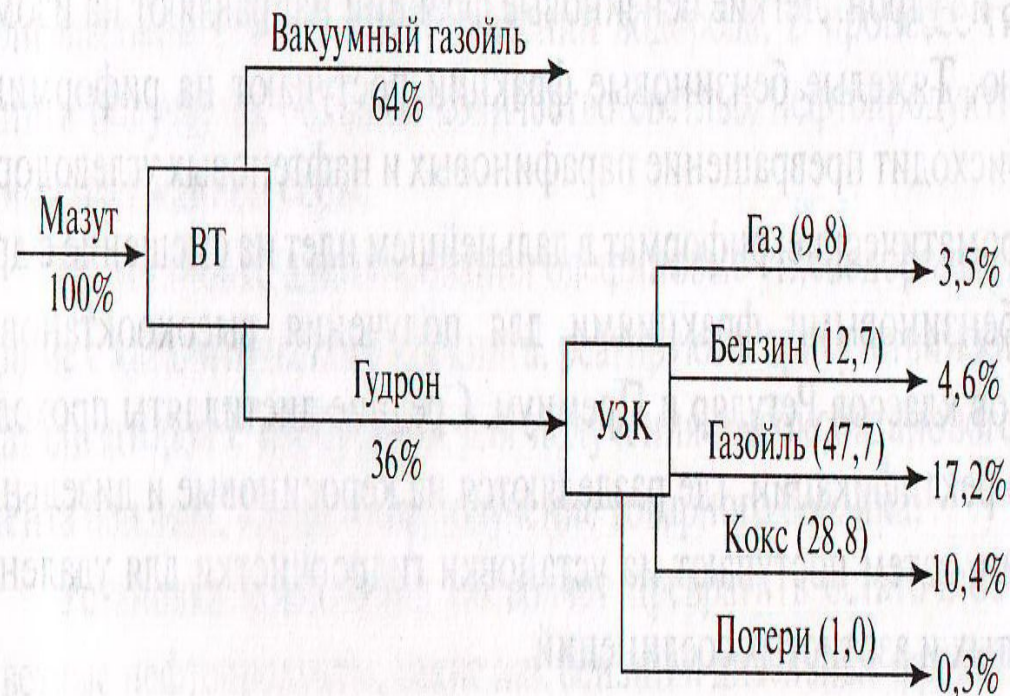 Вакуумный газойль
64%
Мазут
100%
ВТ
Гудрон
36%
УЗК
Газ (9,8)
3,5%
Бензин (12,7)
4,6%
Газойль (47,7)
17,2%
Кокс (28,8)
10,4%
Потери (1,0)
0,3%